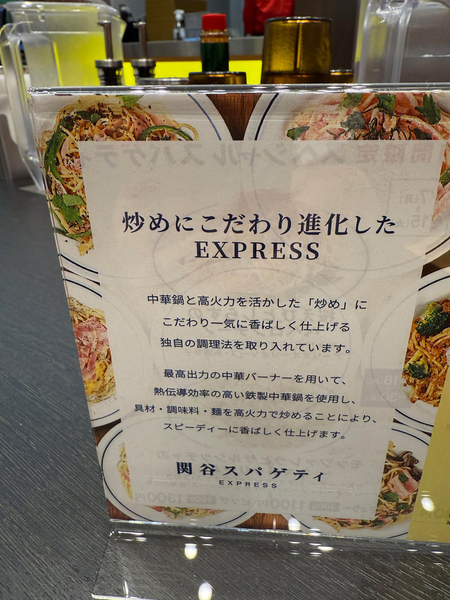 炒めにこだわり進化した
EXPRESS
中華鍋と高火力を活かした「炒め」に
こだわり一気に香ばしく仕上げる
独自の調理法を取り入れています。
最高出力の中華バーナーを用いて、
熱伝導効率の高い鉄製中華鍋を使用し、
具材・調味料・麺を高火力で炒めることにより、
スピーディーに香ばしく仕上げます。
関谷スパゲティ
EXPRESS